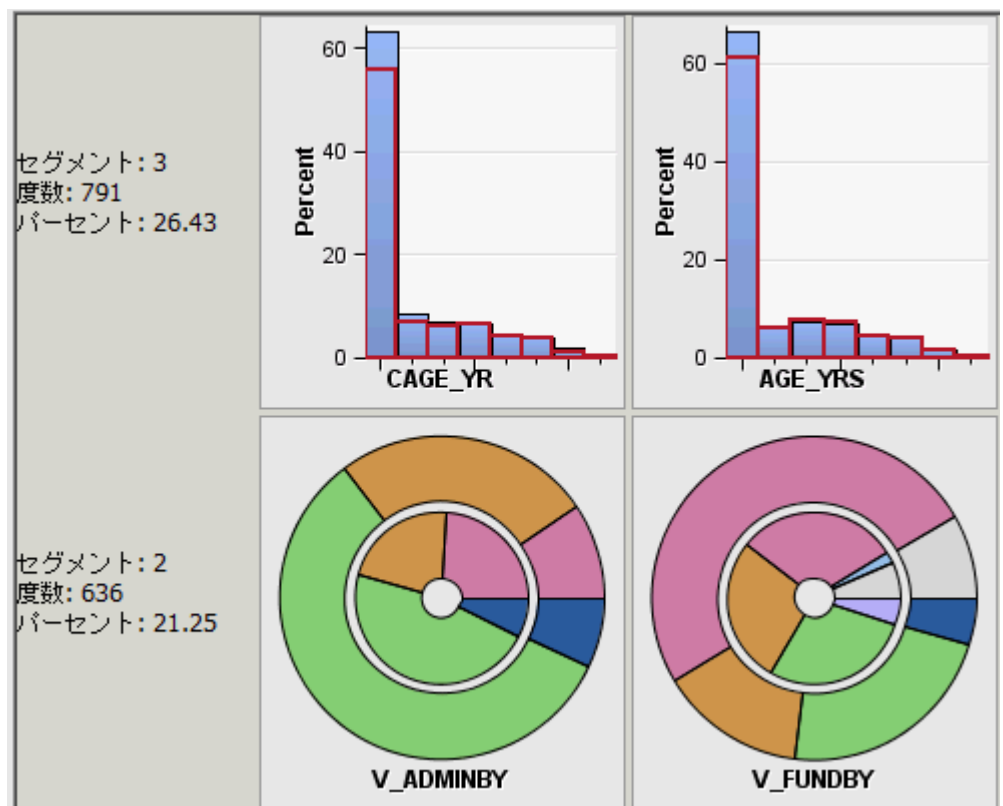 セグメント: 3
度数: 791
パーセント: 26.43
Percent
60
40
20
0
CAGE_YR
Percent
60
40
20
0
AGE_YRS
セグメント: 2
度数: 636
パーセント: 21.25
V_ADMINBY
V_FUNDBY